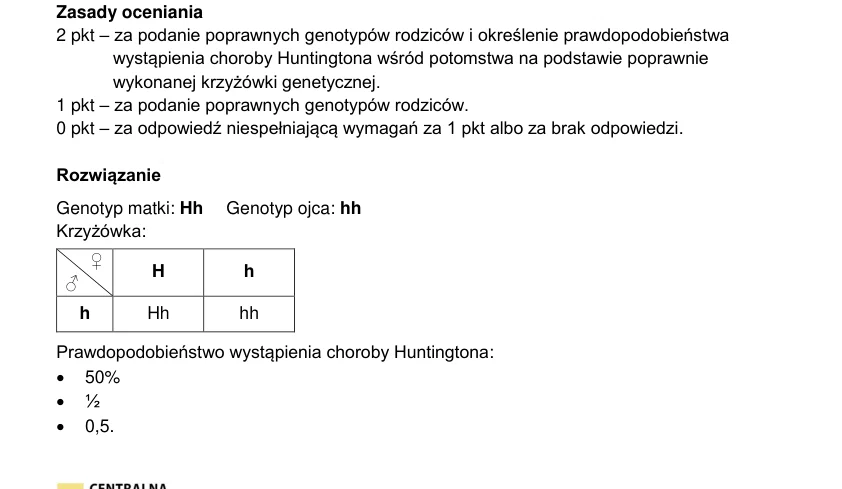 Zasady oceniania
2 pkt – za podanie poprawnych genotypów rodziców i określenie prawdopodobieństwa
wystąpienia choroby Huntingtona wśród potomstwa na podstawie poprawnie
wykonanej krzyżówki genetycznej.
1 pkt – za podanie poprawnych genotypów rodziców.
0 pkt – za odpowiedź niespełniającą wymagań za 1 pkt albo za brak odpowiedzi.
Rozwiązanie
Genotyp matki: Hh Genotyp ojca: hh
Krzyżówka:
♀ ♂ H h
h Hh hh
Prawdopodobieństwo wystąpienia choroby Huntingtona:
• 50%
• ½
• 0,5.
CENTRALNA